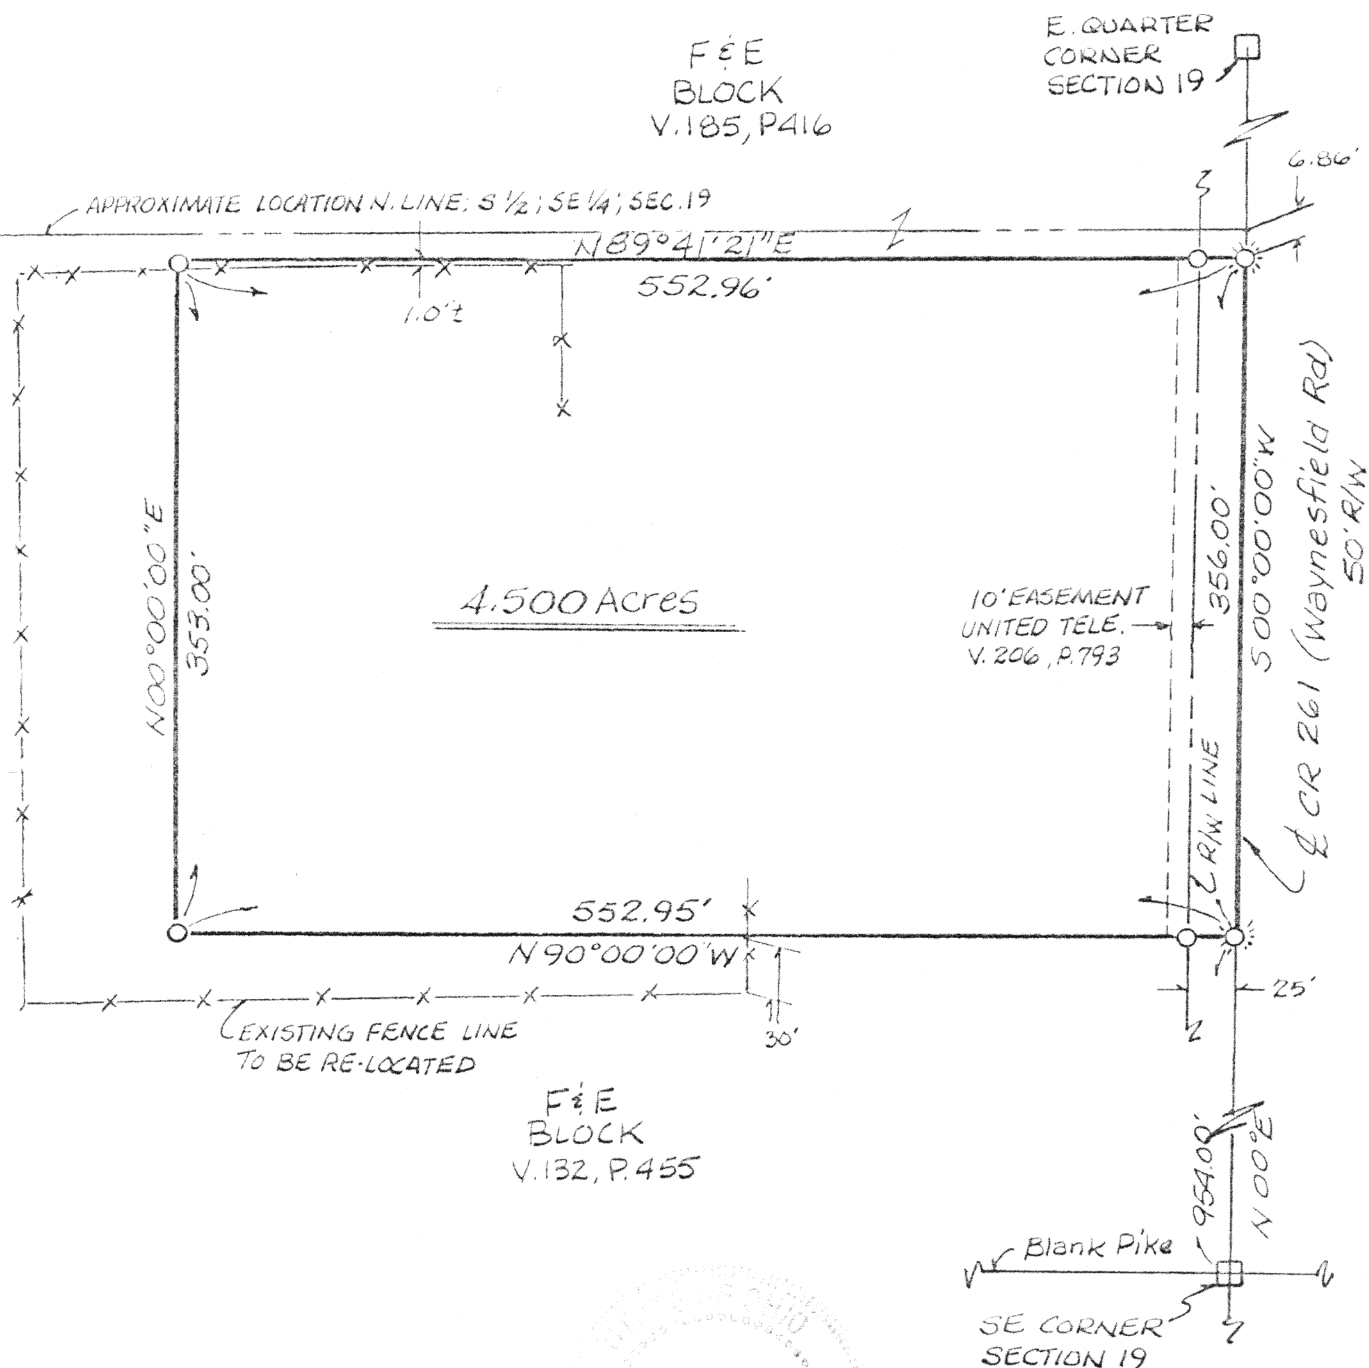 E. QUARTER
CORNER
SECTION 19
F & E
BLOCK
V.185, P416
6.86'
APPROXIMATE LOCATION N. LINE; S 1/2; SE 1/4; SEC. 19
N89°41'21"E
552.96'
1.0'±
N00°00'00"E
353.00'
4.500 Acres
10' EASEMENT
UNITED TELE.
V. 206, P.793
356.00'
S00°00'00"W
℄ CR 261 (Waynesfield Rd)
50' R/W
R/W LINE
552.95'
N90°00'00"W
25'
30'
EXISTING FENCE LINE
TO BE RE-LOCATED
F & E
BLOCK
V.132, P.455
954.00'
N 00°E
Blank Pike
SE CORNER
SECTION 19